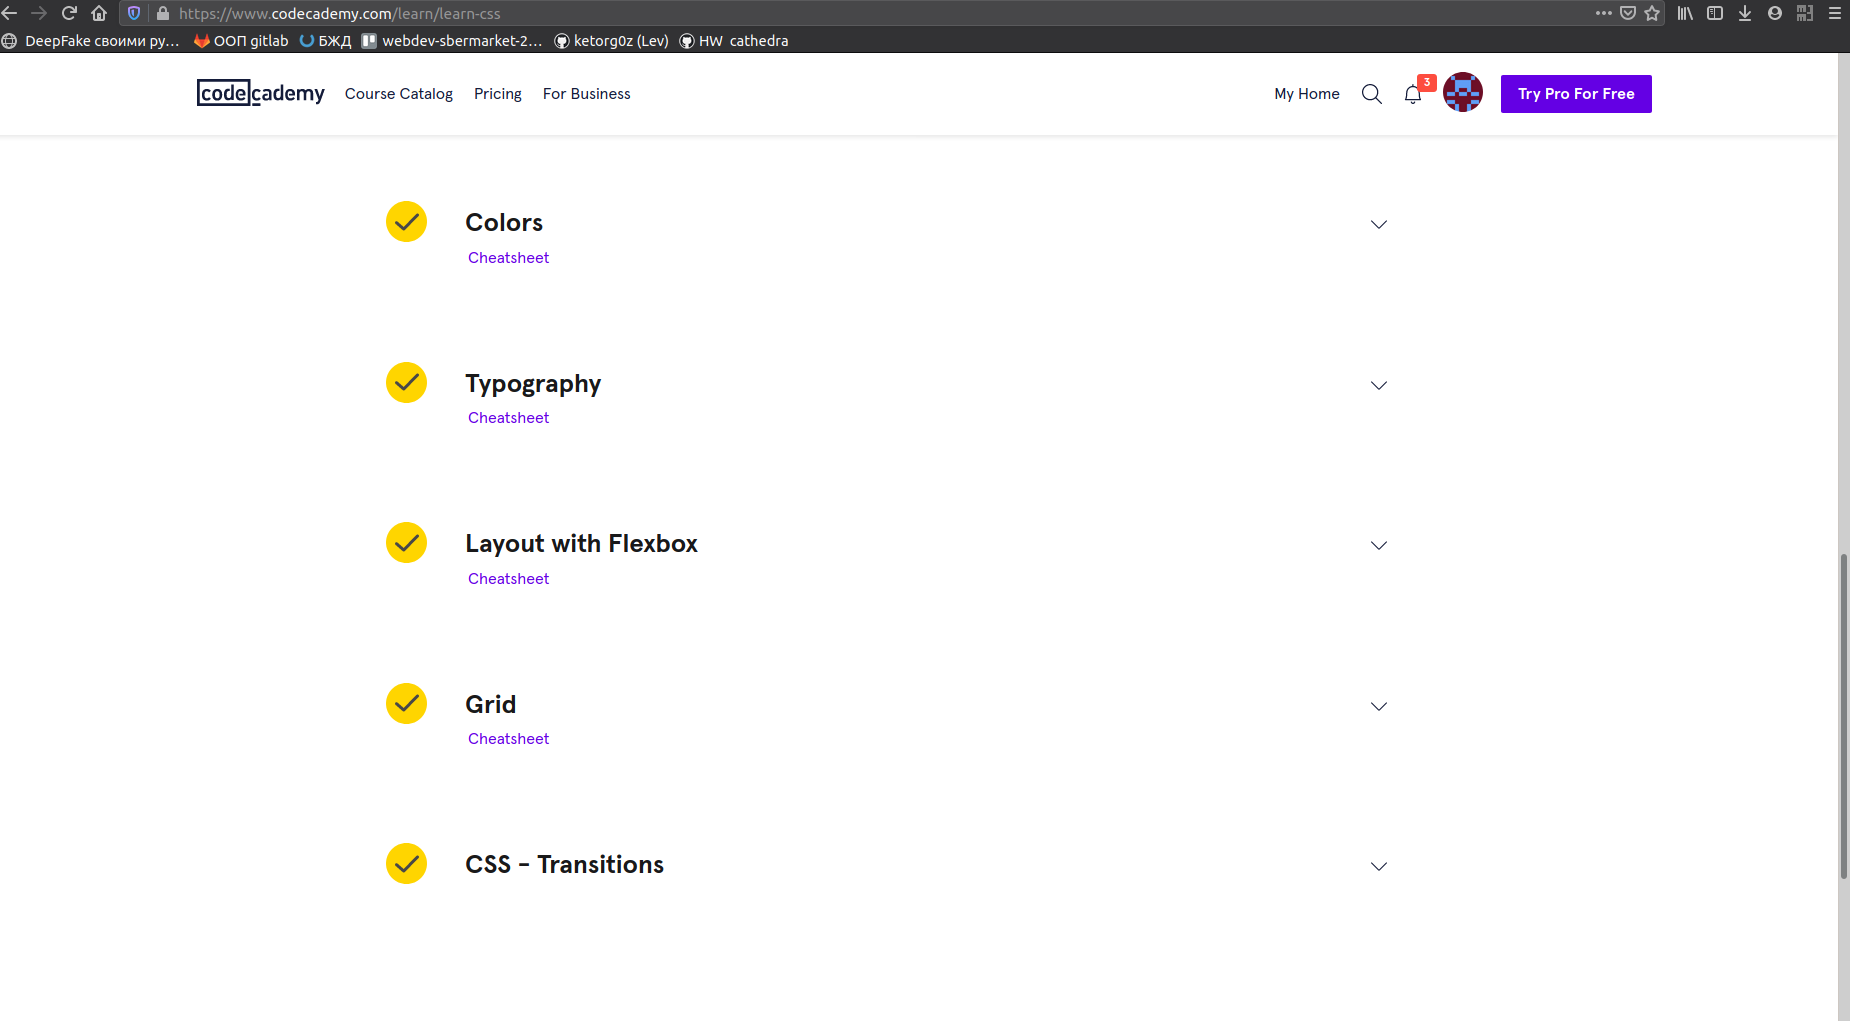 https://www.codecademy.com/learn/learn-css
DeepFake своими ру... ООП gitlab БЖД webdev-sbermarket-2... ketorg0z (Lev) HW cathedra
codecademy Course Catalog Pricing For Business My Home 3 Try Pro For Free
Colors
Cheatsheet
Typography
Cheatsheet
Layout with Flexbox
Cheatsheet
Grid
Cheatsheet
CSS - Transitions